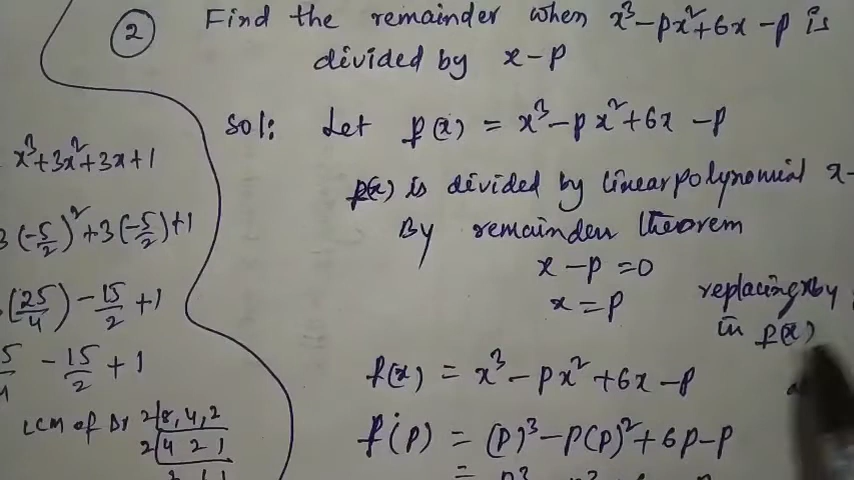 2 Find the remainder when x³-px²+6x-p is
divided by x-p
Sol: Let p(x) = x³-px²+6x-p
p(x) is divided by linear polynomial x-
By remainder theorem
x-p=0
x=p
replacing x by
in p(x)
p(x) = x³-px²+6x-p
p(p) = (p)³-p(p)²+6p-p
x³+3x²+3x+1
3(-5/2)²+3(-5/2)+1
(25/4) - 15/2 + 1
- 15/2 + 1
LCM of Dr 2|8,4,2
2|4 2 1